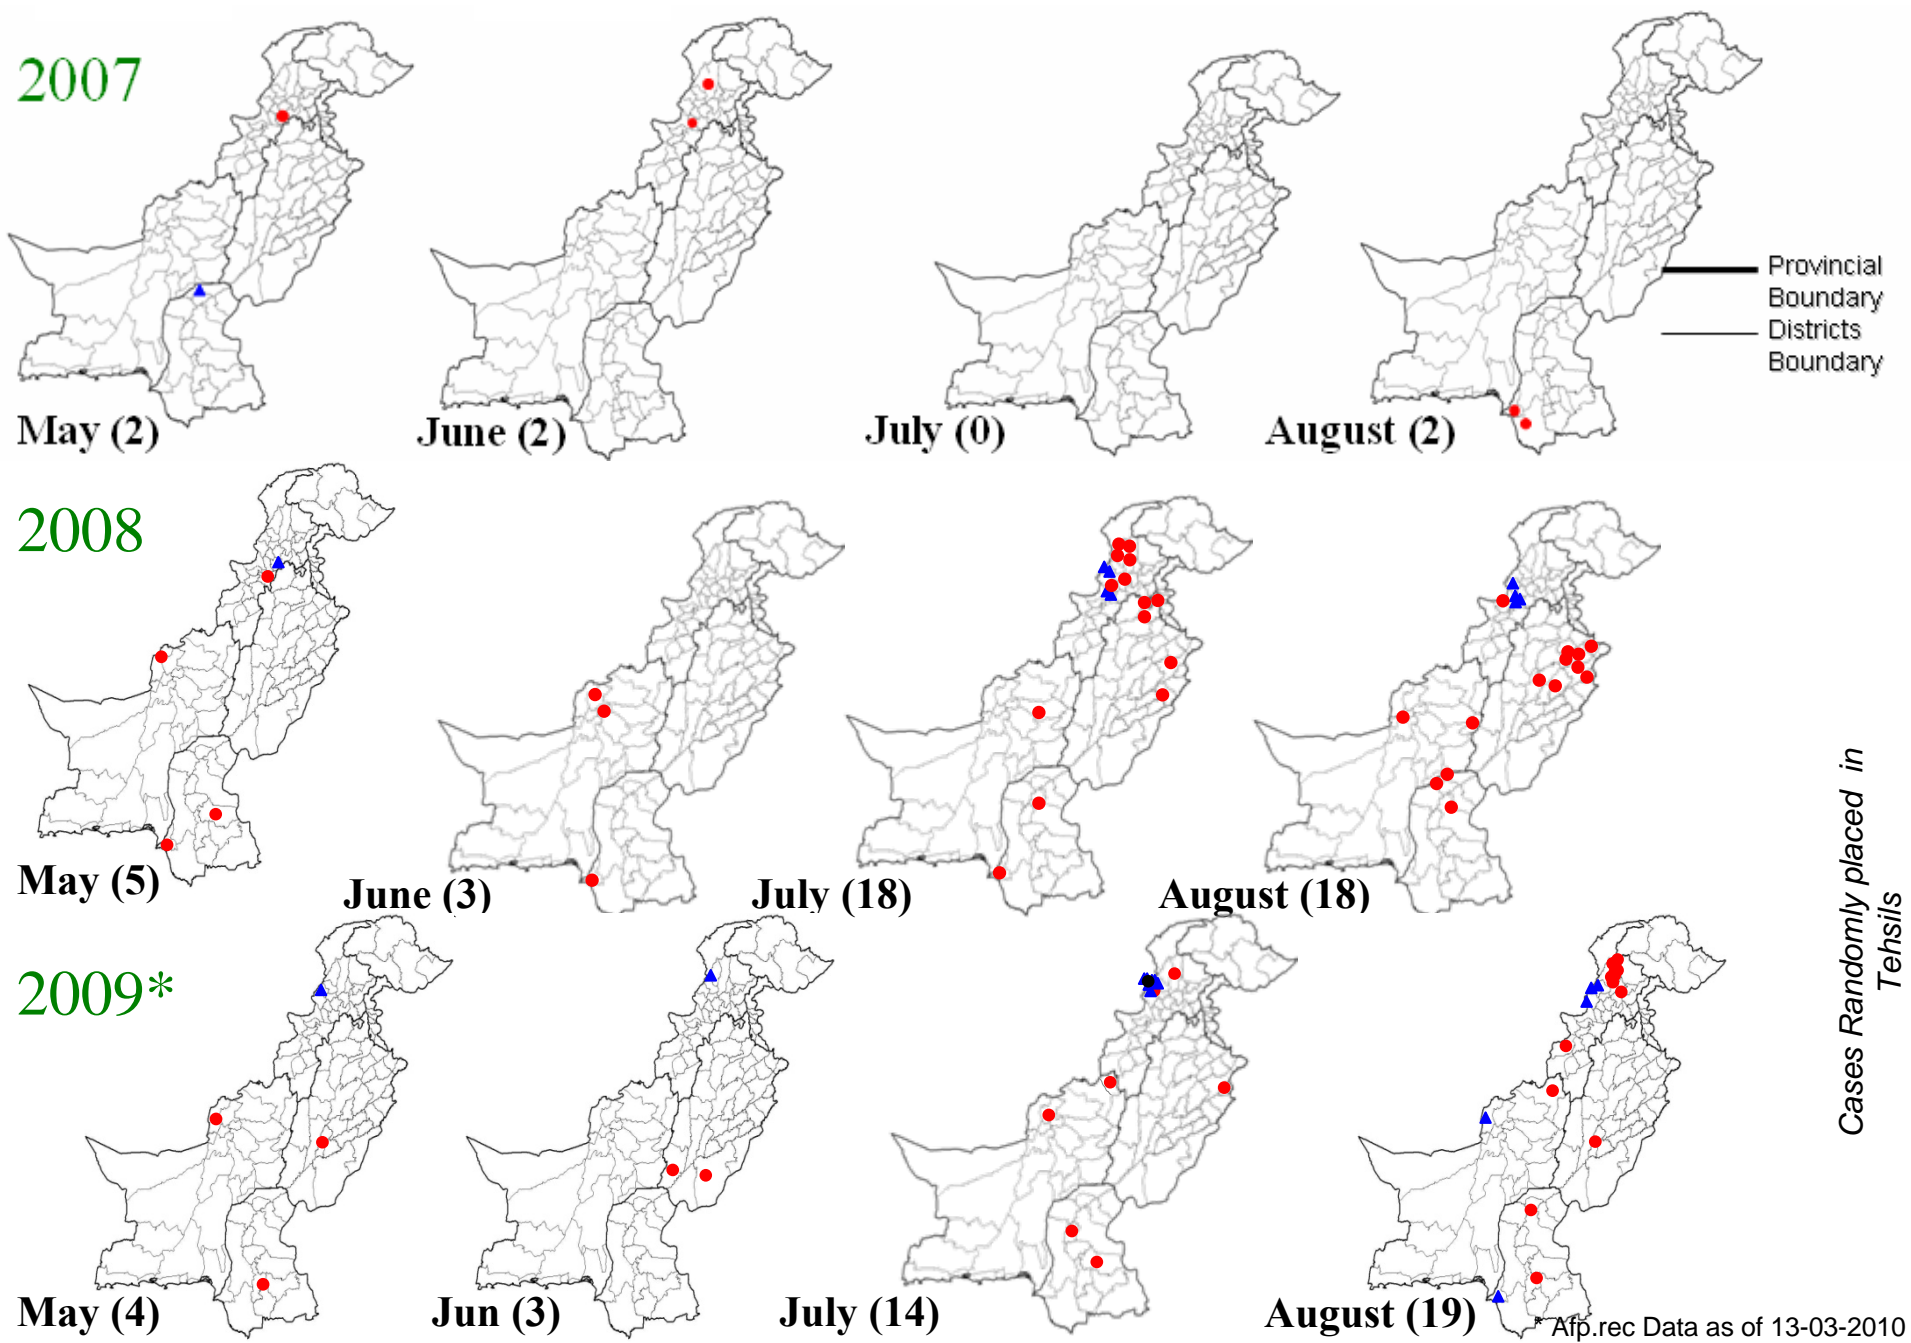 2007
Provincial
Boundary
Districts
Boundary
May (2)
June (2)
July (0)
August (2)
2008
May (5)
June (3)
July (18)
August (18)
Cases Randomly placed in
Tehsils
2009*
May (4)
Jun (3)
July (14)
August (19)
* Afp.rec Data as of 13-03-2010